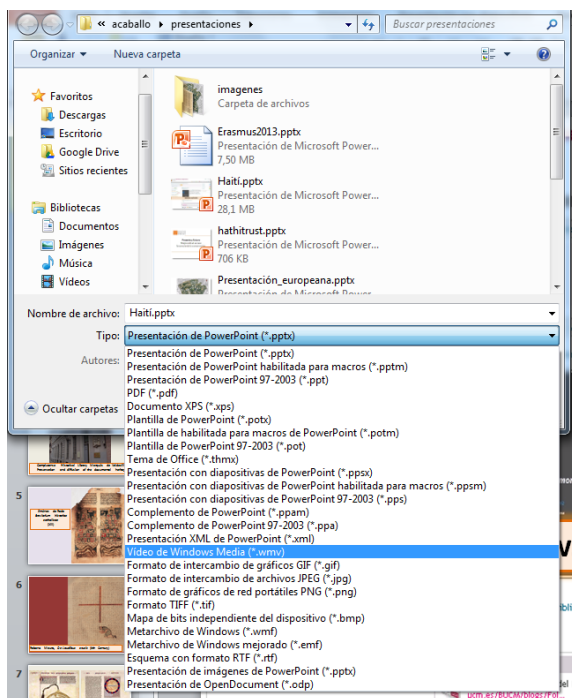 « acaballo ▸ presentaciones ▸
Buscar presentaciones
Organizar ▾ Nueva carpeta
Favoritos
Descargas
Escritorio
Google Drive
Sitios recientes
Bibliotecas
Documentos
Imágenes
Música
Vídeos
imagenes
Carpeta de archivos
Erasmus2013.pptx
Presentación de Microsoft Power...
7,50 MB
Haití.pptx
Presentación de Microsoft Power...
28,1 MB
hathitrust.pptx
Presentación de Microsoft Power...
706 KB
Presentación_europeana.pptx
Presentación de Microsoft Power...
Nombre de archivo: Haití.pptx
Tipo: Presentación de PowerPoint (*.pptx)
Autores:
Ocultar carpetas
Presentación de PowerPoint (*.pptx)
Presentación de PowerPoint habilitada para macros (*.pptm)
Presentación de PowerPoint 97-2003 (*.ppt)
PDF (*.pdf)
Documento XPS (*.xps)
Plantilla de PowerPoint (*.potx)
Plantilla de habilitada para macros de PowerPoint (*.potm)
Plantilla de PowerPoint 97-2003 (*.pot)
Tema de Office (*.thmx)
Presentación con diapositivas de PowerPoint (*.ppsx)
Presentación con diapositivas de PowerPoint habilitada para macros (*.ppsm)
Presentación con diapositivas de PowerPoint 97-2003 (*.pps)
Complemento de PowerPoint (*.ppam)
Complemento de PowerPoint 97-2003 (*.ppa)
Presentación XML de PowerPoint (*.xml)
Vídeo de Windows Media (*.wmv)
Formato de intercambio de gráficos GIF (*.gif)
Formato de intercambio de archivos JPEG (*.jpg)
Formato de gráficos de red portátiles PNG (*.png)
Formato TIFF (*.tif)
Mapa de bits independiente del dispositivo (*.bmp)
Metarchivo de Windows (*.wmf)
Metarchivo de Windows mejorado (*.emf)
Esquema con formato RTF (*.rtf)
Presentación de imágenes de PowerPoint (*.pptx)
Presentación de OpenDocument (*.odp)
5
6
7
ucm.es/BUCM/blogs/Fol